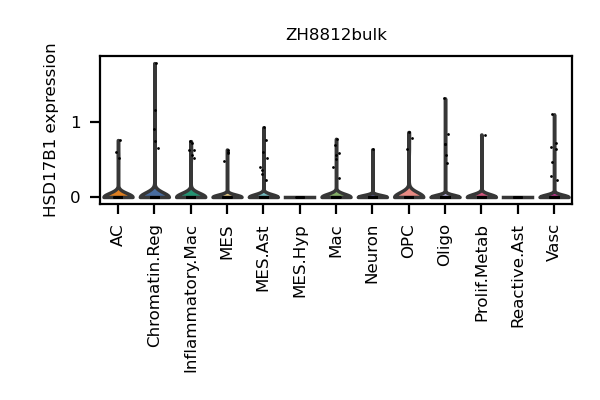 ZH8812bulk
HSD17B1 expression
1
0
AC
Chromatin.Reg
Inflammatory.Mac
MES
MES.Ast
MES.Hyp
Mac
Neuron
OPC
Oligo
Prolif.Metab
Reactive.Ast
Vasc